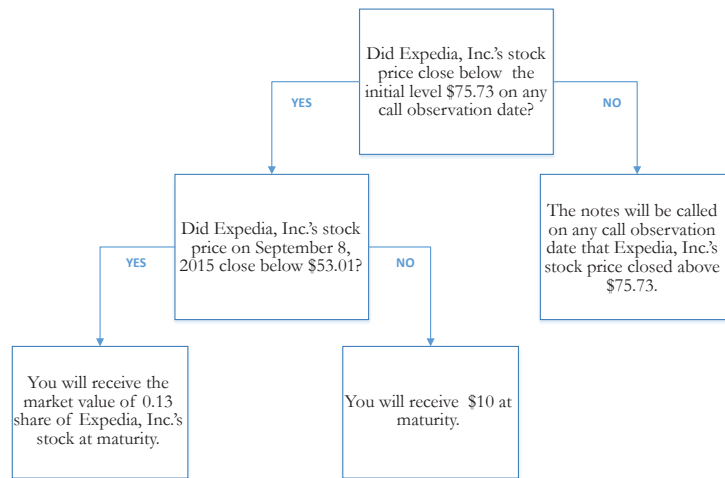 Did Expedia, Inc.'s stock
price close below the
initial level $75.73 on any
call observation date?
YES
NO
Did Expedia, Inc.'s stock
price on September 8,
2015 close below $53.01?
The notes will be called
on any call observation
date that Expedia, Inc.'s
stock price closed above
$75.73.
YES
NO
You will receive the
market value of 0.13
share of Expedia, Inc.'s
stock at maturity.
You will receive $10 at
maturity.